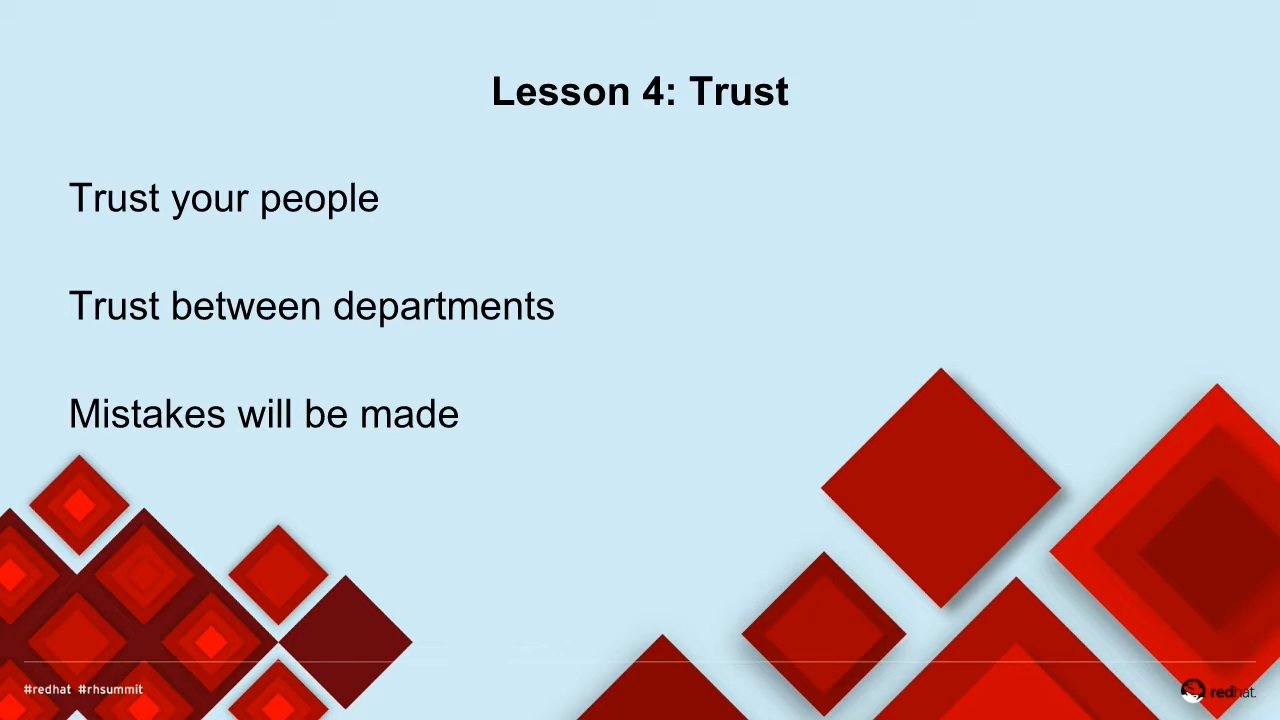 Lesson 4: Trust
Trust your people
Trust between departments
Mistakes will be made
#redhat #rhsummit
redhat.